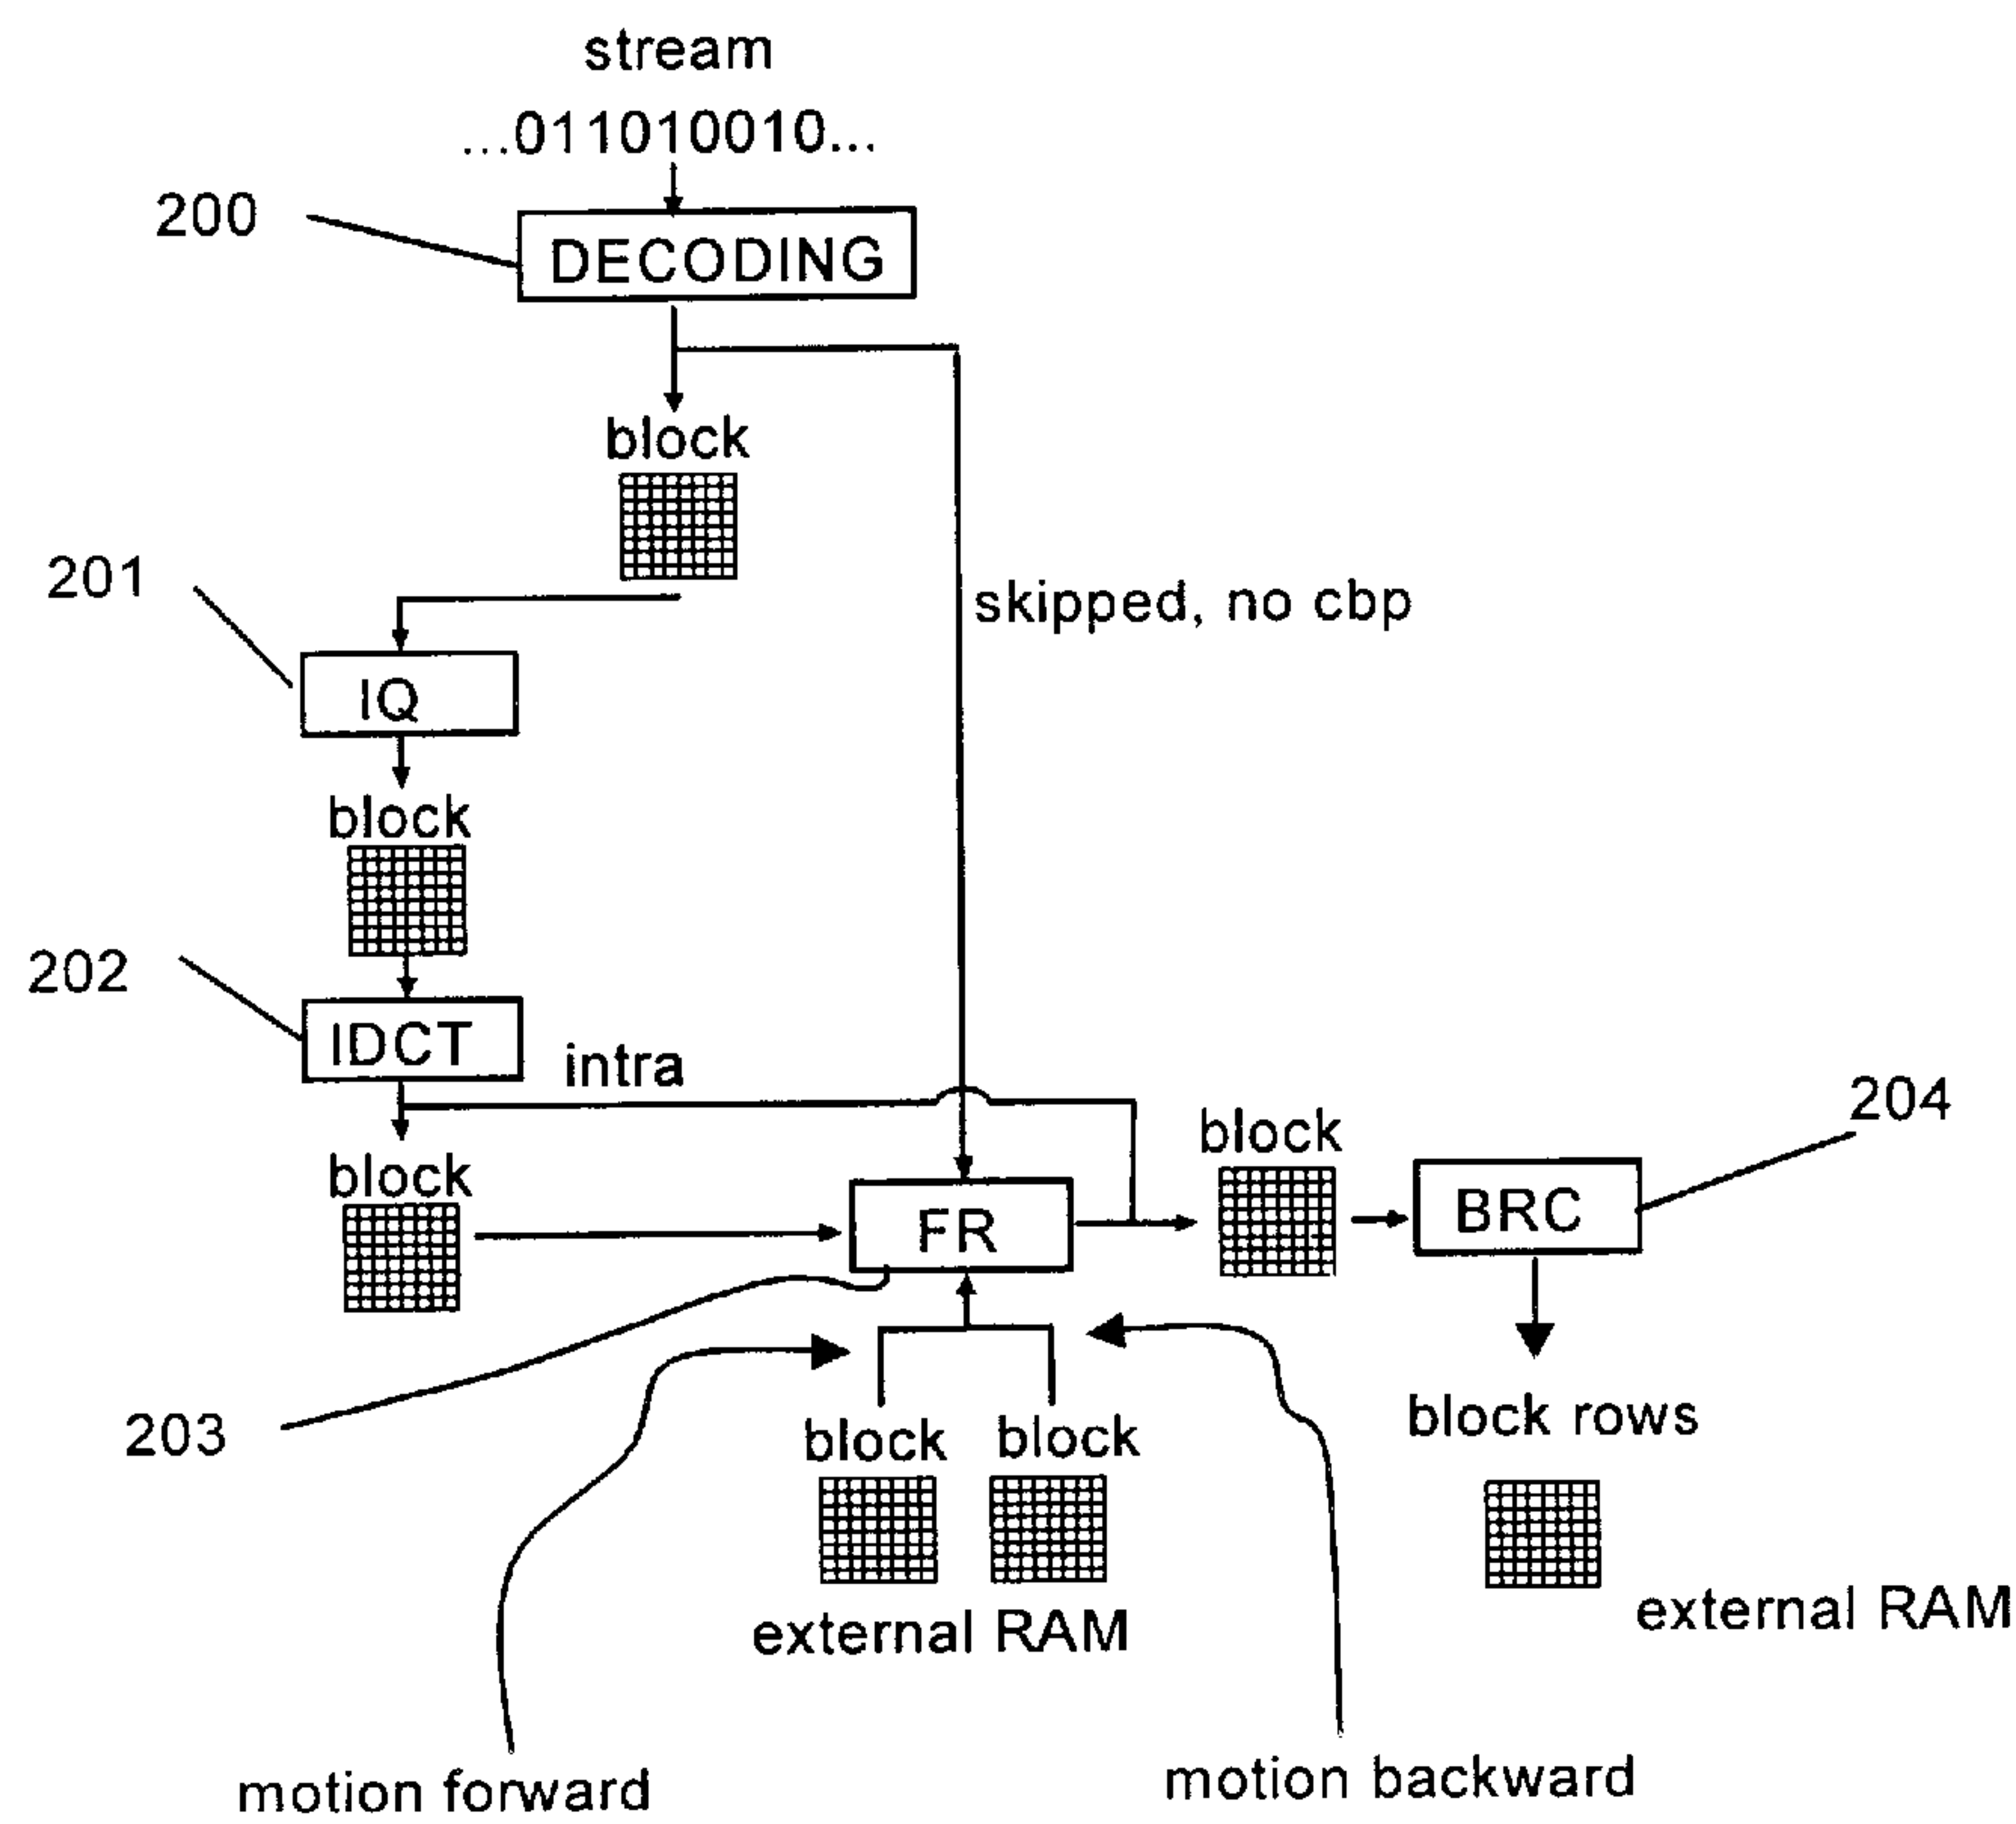 stream
...011010010...
200
DECODING
block
201
skipped, no cbp
IQ
block
202
IDCT
intra
204
block
block
FR
BRC
203
block rows
block
block
external RAM
external RAM
motion forward
motion backward